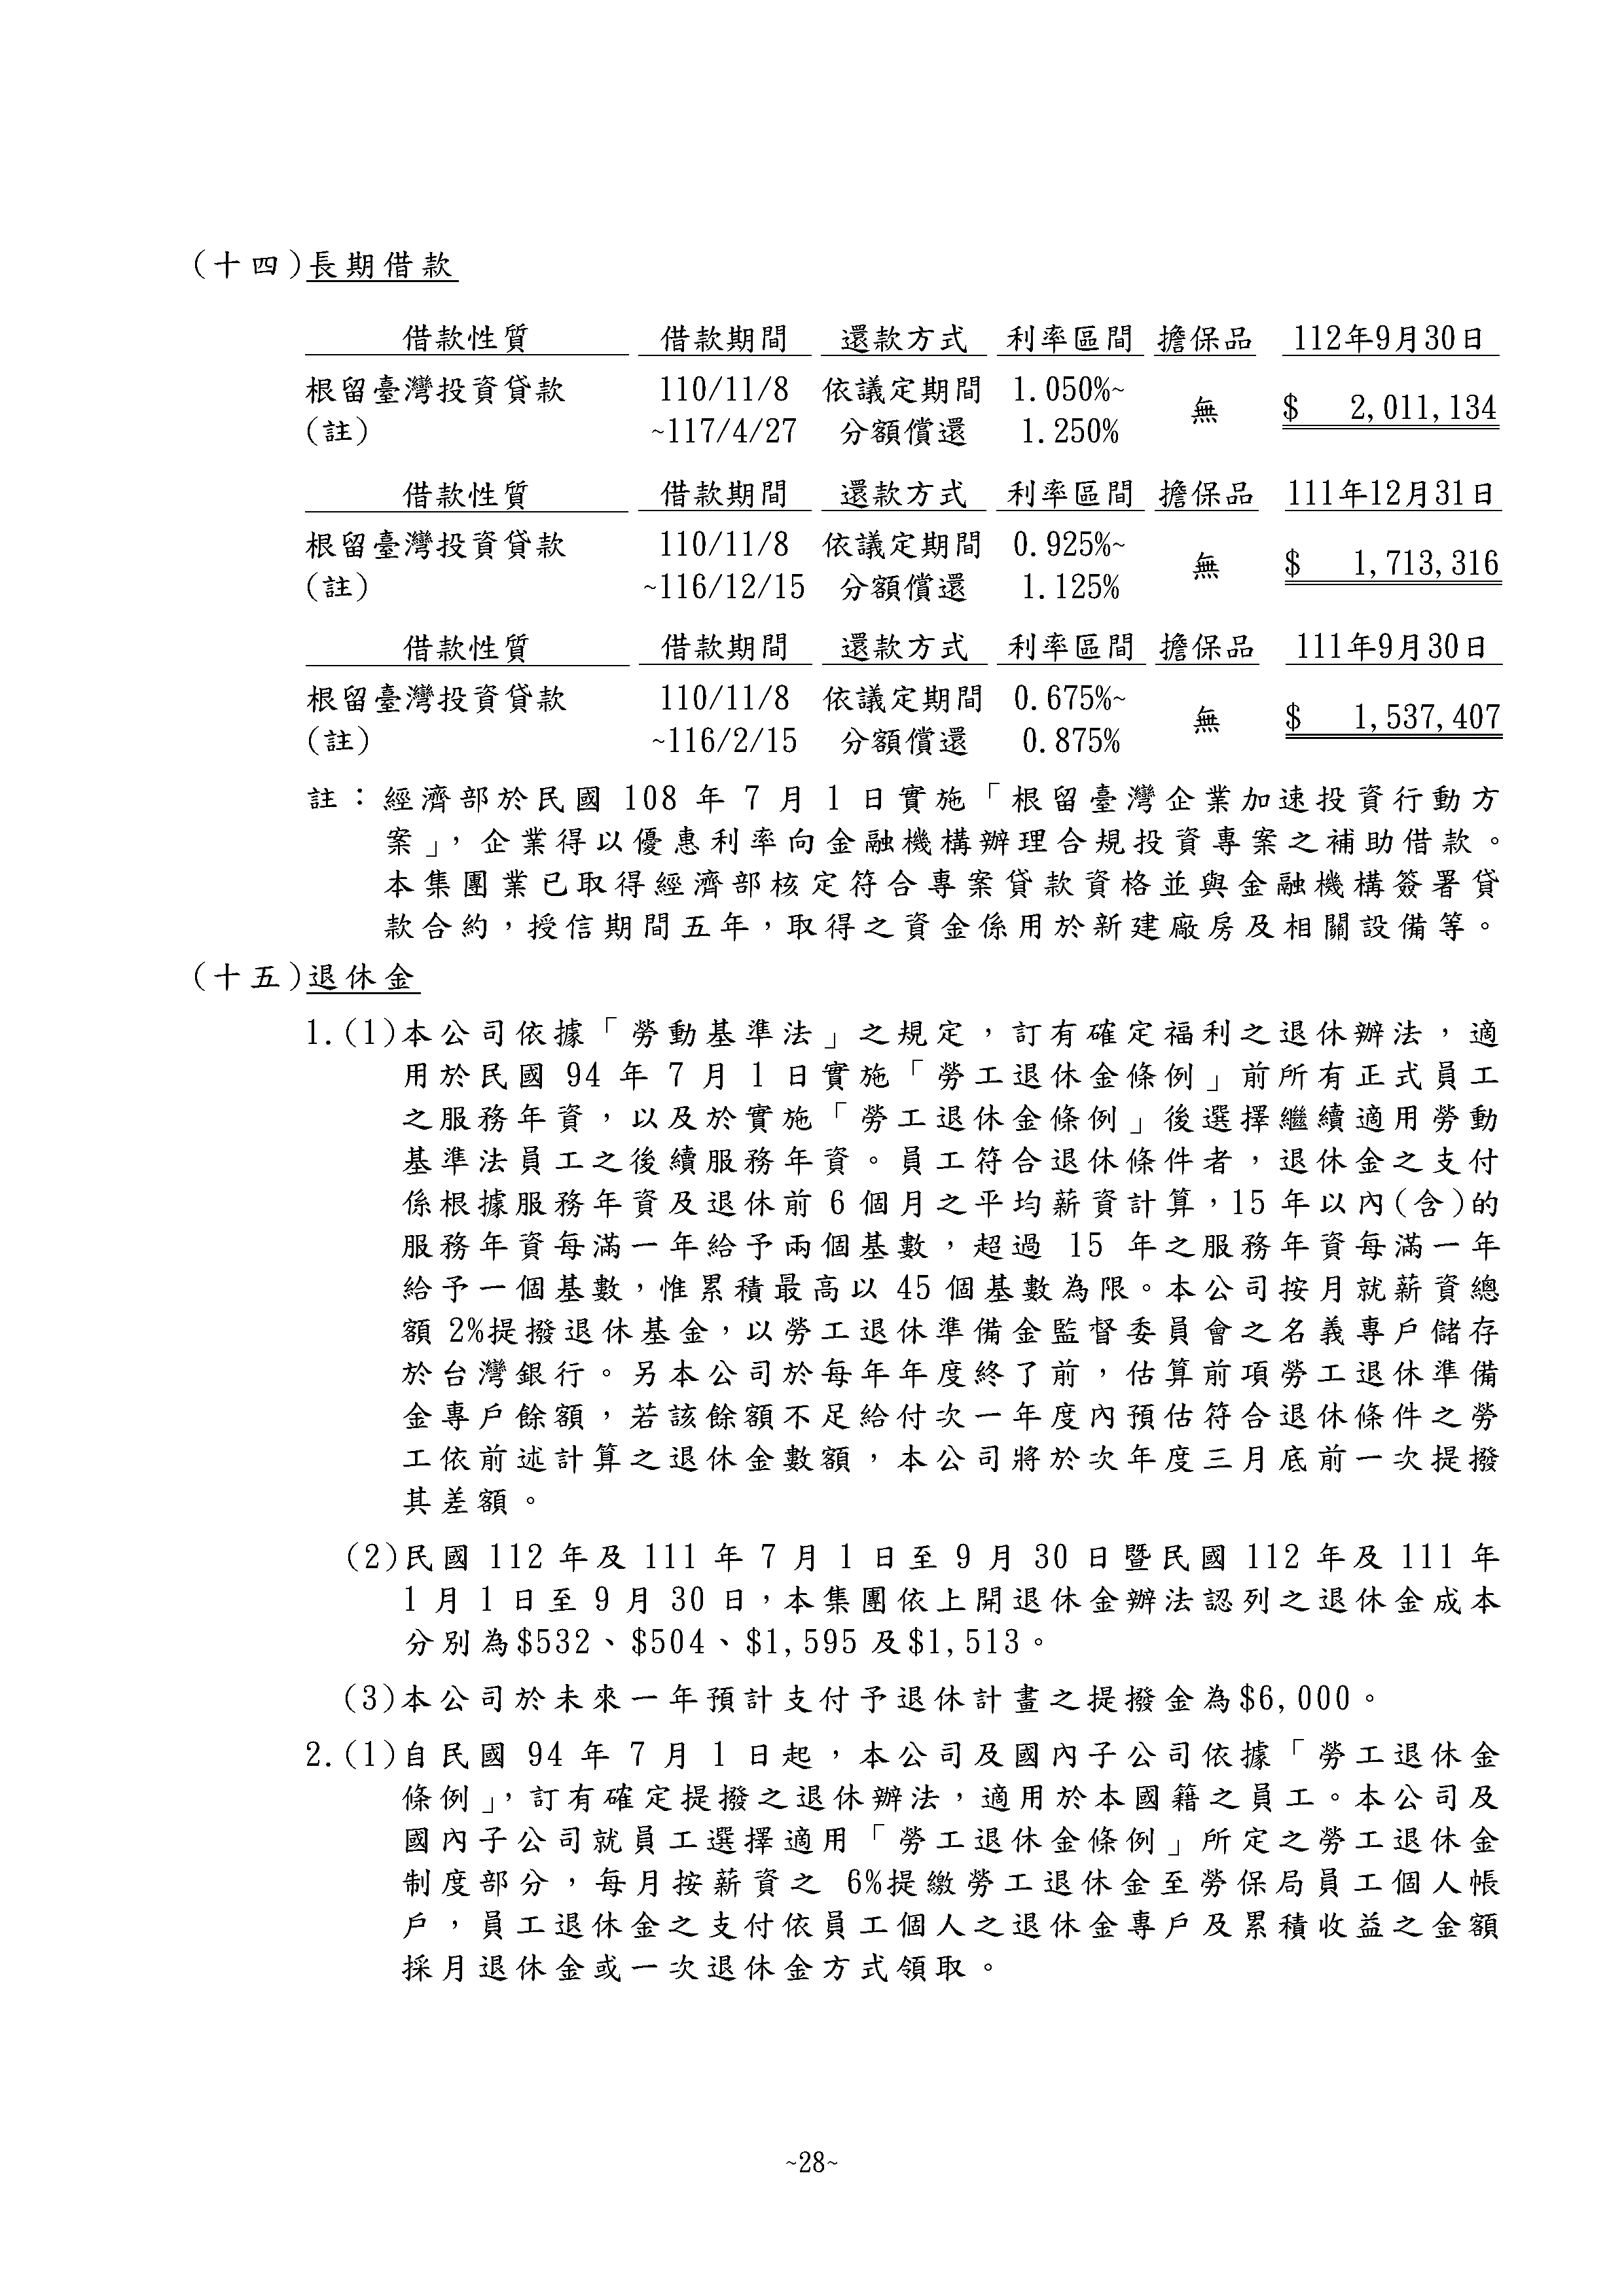 (十四)長期借款
借款性質 借款期間 還款方式 利率區間 擔保品 112年9月30日
根留臺灣投資貸款 110/11/8 依議定期間 1.050%~ 無 $ 2,011,134
(註) ~117/4/27 分額償還 1.250%
借款性質 借款期間 還款方式 利率區間 擔保品 111年12月31日
根留臺灣投資貸款 110/11/8 依議定期間 0.925%~ 無 $ 1,713,316
(註) ~116/12/15 分額償還 1.125%
借款性質 借款期間 還款方式 利率區間 擔保品 111年9月30日
根留臺灣投資貸款 110/11/8 依議定期間 0.675%~ 無 $ 1,537,407
(註) ~116/2/15 分額償還 0.875%
註：經濟部於民國 108 年 7 月 1 日實施「根留臺灣企業加速投資行動方
案」，企業得以優惠利率向金融機構辦理合規投資專案之補助借款。
本集團業已取得經濟部核定符合專案貸款資格並與金融機構簽署貸
款合約，授信期間五年，取得之資金係用於新建廠房及相關設備等。
(十五)退休金
1.(1)本公司依據「勞動基準法」之規定，訂有確定福利之退休辦法，適
用於民國 94 年 7 月 1 日實施「勞工退休金條例」前所有正式員工
之服務年資，以及於實施「勞工退休金條例」後選擇繼續適用勞動
基準法員工之後續服務年資。員工符合退休條件者，退休金之支付
係根據服務年資及退休前 6 個月之平均薪資計算，15 年以內(含)的
服務年資每滿一年給予兩個基數，超過 15 年之服務年資每滿一年
給予一個基數，惟累積最高以 45 個基數為限。本公司按月就薪資總
額 2%提撥退休基金，以勞工退休準備金監督委員會之名義專戶儲存
於台灣銀行。另本公司於每年年度終了前，估算前項勞工退休準備
金專戶餘額，若該餘額不足給付次一年度內預估符合退休條件之勞
工依前述計算之退休金數額，本公司將於次年度三月底前一次提撥
其差額。
(2)民國 112 年及 111 年 7 月 1 日至 9 月 30 日暨民國 112 年及 111 年
1 月 1 日至 9 月 30 日，本集團依上開退休金辦法認列之退休金成本
分別為$532、$504、$1,595 及$1,513。
(3)本公司於未來一年預計支付予退休計畫之提撥金為$6,000。
2.(1)自民國 94 年 7 月 1 日起，本公司及國內子公司依據「勞工退休金
條例」，訂有確定提撥之退休辦法，適用於本國籍之員工。本公司及
國內子公司就員工選擇適用「勞工退休金條例」所定之勞工退休金
制度部分，每月按薪資之 6%提繳勞工退休金至勞保局員工個人帳
戶，員工退休金之支付依員工個人之退休金專戶及累積收益之金額
採月退休金或一次退休金方式領取。
~28~